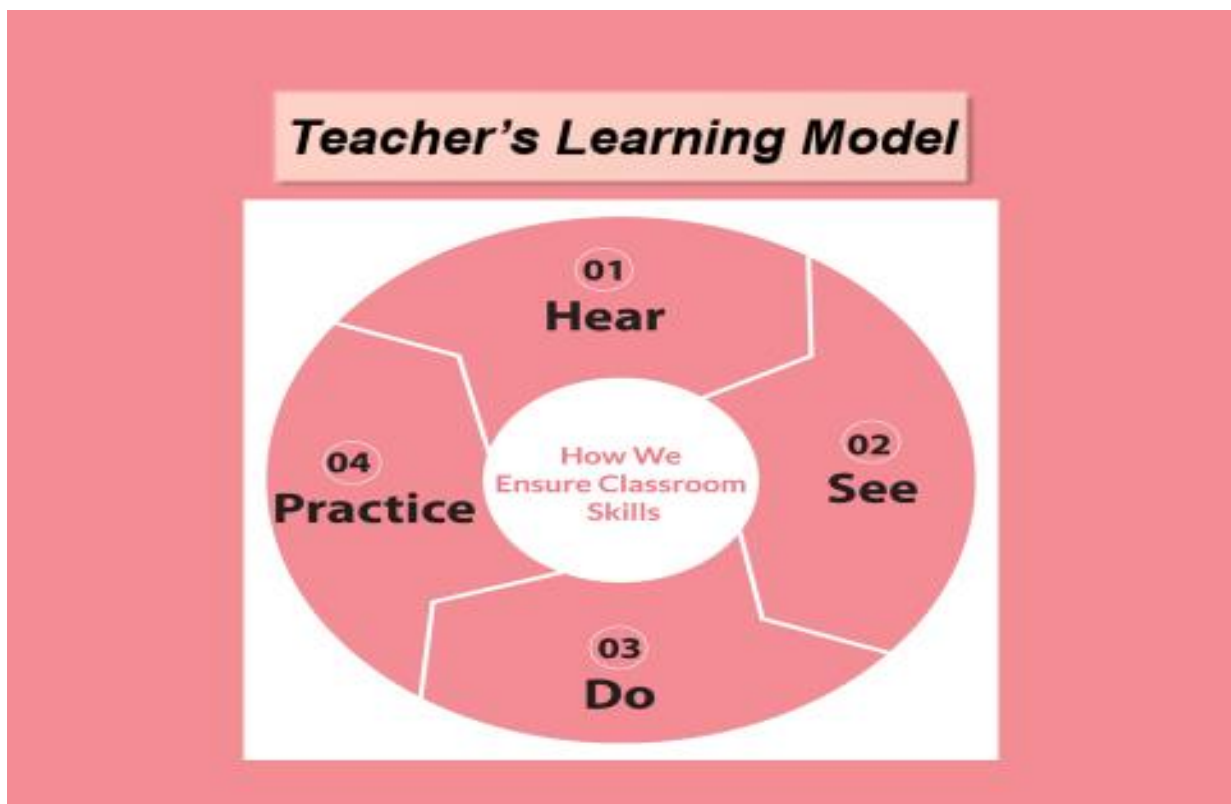 Teacher's Learning Model
01
Hear
02
See
03
Do
04
Practice
How We
Ensure Classroom
Skills